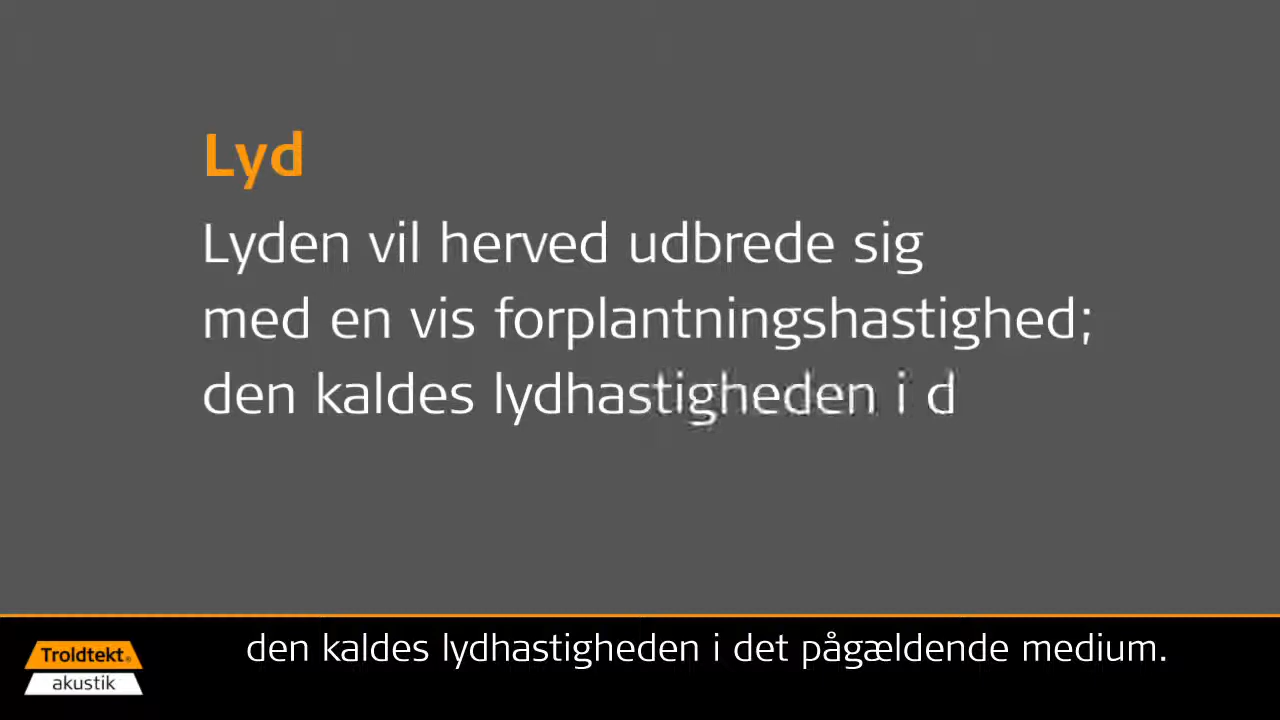 Lyd
Lyden vil herved udbrede sig
med en vis forplantningshastighed;
den kaldes lydhastigheden i d
den kaldes lydhastigheden i det pågældende medium.
Troldtekt®
akustik